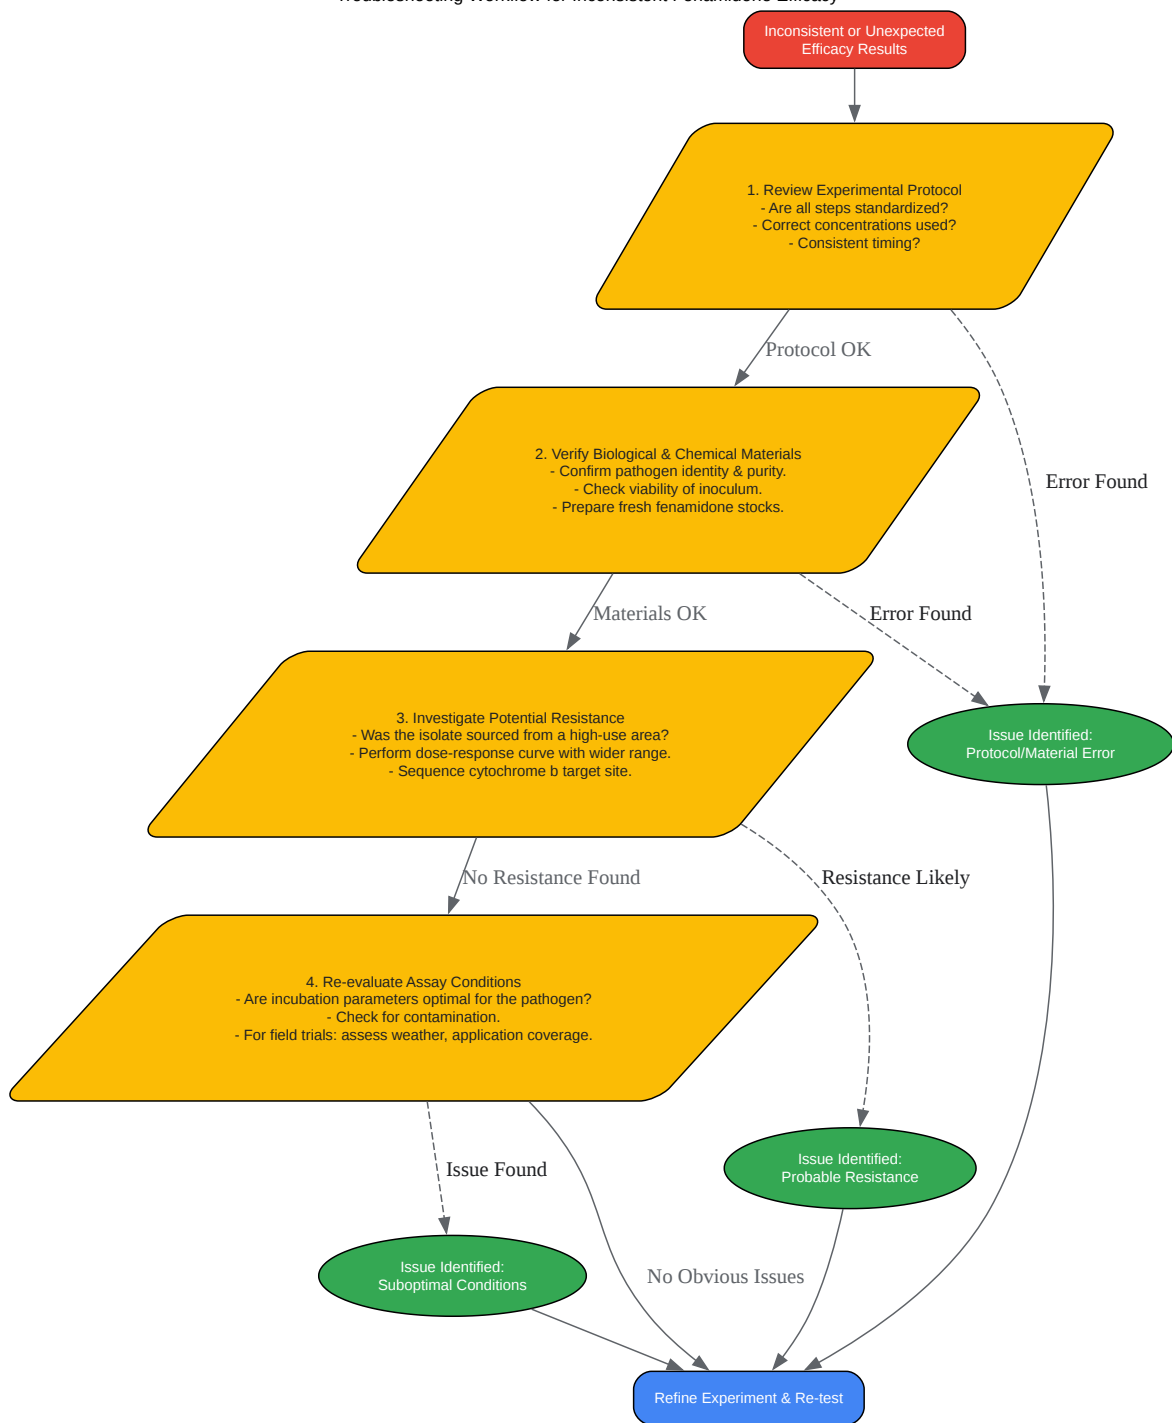 Troubleshooting Workflow for Inconsistent Fenamidone Efficacy
Inconsistent or Unexpected
Efficacy Results
1. Review Experimental Protocol
- Are all steps standardized?
- Correct concentrations used?
- Consistent timing?
Protocol OK
Error Found
2. Verify Biological & Chemical Materials
- Confirm pathogen identity & purity.
- Check viability of inoculum.
- Prepare fresh fenamidone stocks.
Materials OK
Error Found
3. Investigate Potential Resistance
- Was the isolate sourced from a high-use area?
- Perform dose-response curve with wider range.
- Sequence cytochrome b target site.
Issue Identified:
Protocol/Material Error
No Resistance Found
Resistance Likely
4. Re-evaluate Assay Conditions
- Are incubation parameters optimal for the pathogen?
- Check for contamination.
- For field trials: assess weather, application coverage.
Issue Found
Issue Identified:
Probable Resistance
Issue Identified:
Suboptimal Conditions
No Obvious Issues
Refine Experiment & Re-test